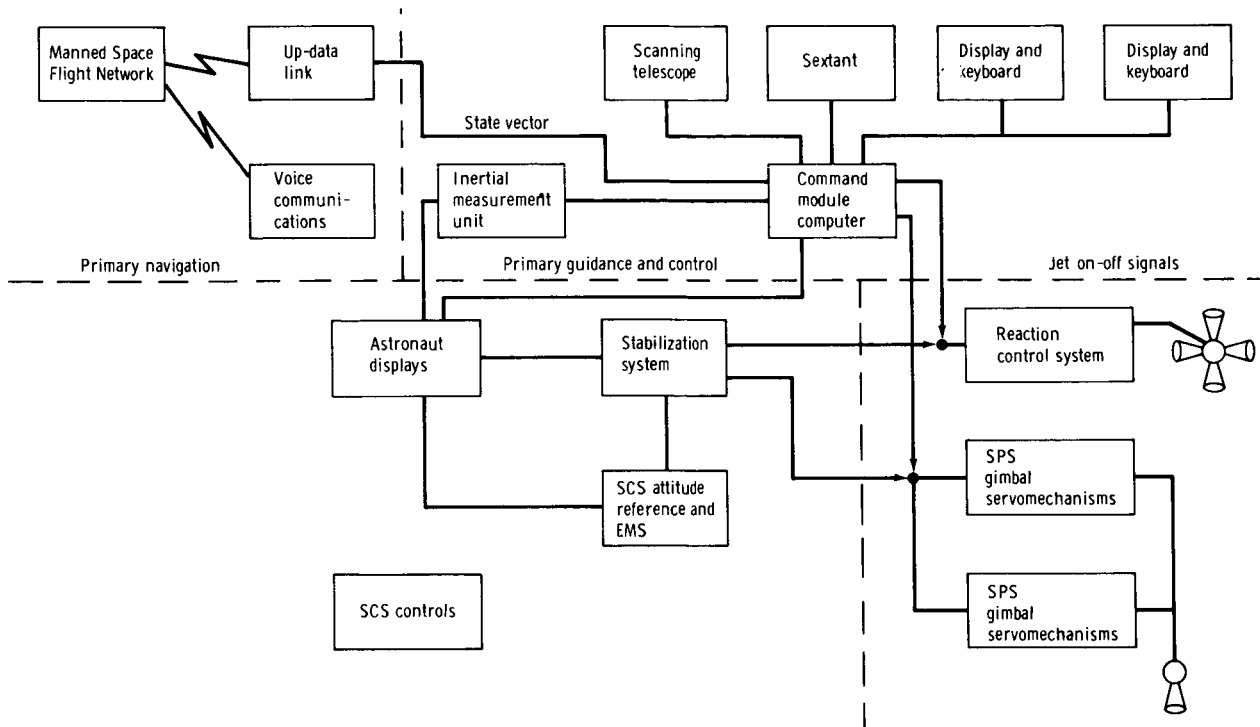 Manned Space
Flight Network
Up-data
link
Scanning
telescope
Sextant
Display and
keyboard
Display and
keyboard
State vector
Voice
communi-
cations
Inertial
measurement
unit
Command
module
computer
Primary navigation
Primary guidance and control
Jet on-off signals
Astronaut
displays
Stabilization
system
Reaction
control system
SCS attitude
reference and
EMS
SPS
gimbal
servomechanisms
SCS controls
SPS
gimbal
servomechanisms